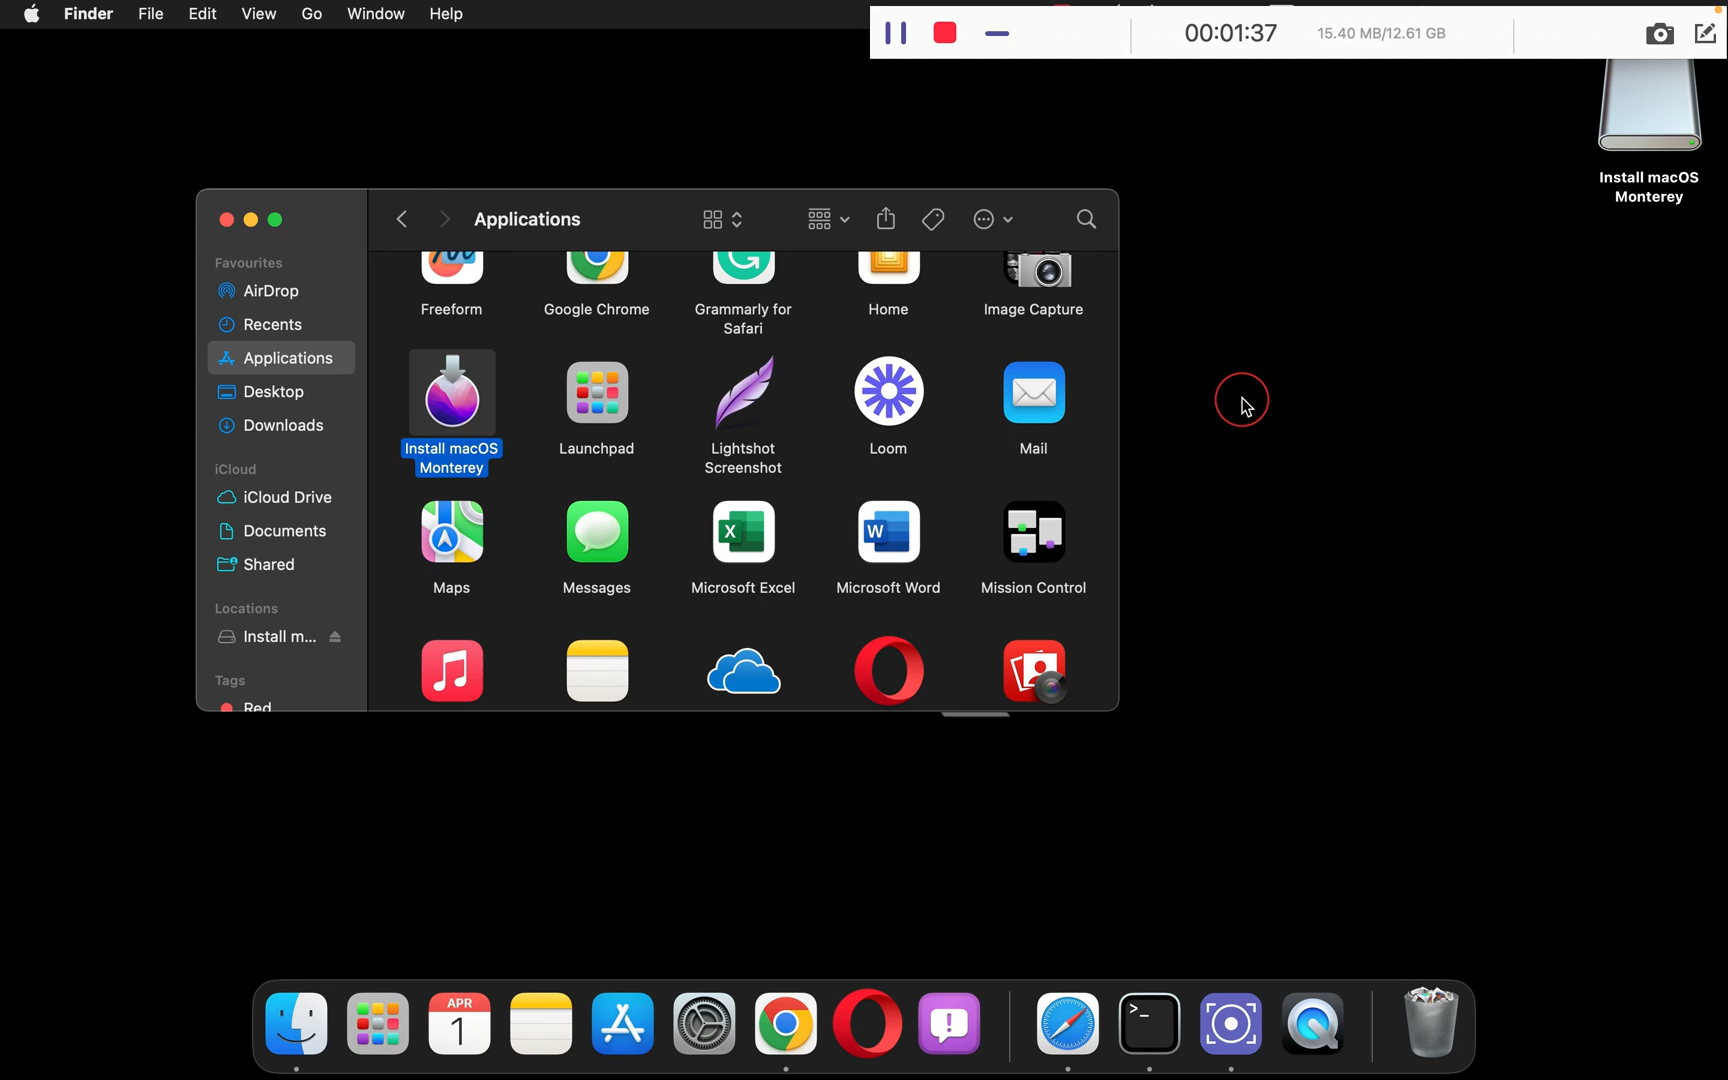 Finder File Edit View Go Window Help
00:01:37 15.40 MB/12.61 GB
Install macOS
Monterey
Applications
Favourites
AirDrop
Recents
Applications
Desktop
Downloads
iCloud
iCloud Drive
Documents
Shared
Locations
Install m...
Tags
Red
Freeform Google Chrome Grammarly for Home Image Capture
Safari
Install macOS Launchpad Lightshot Loom Mail
Monterey Screenshot
X W
Maps Messages Microsoft Excel Microsoft Word Mission Control
APR
1
>_